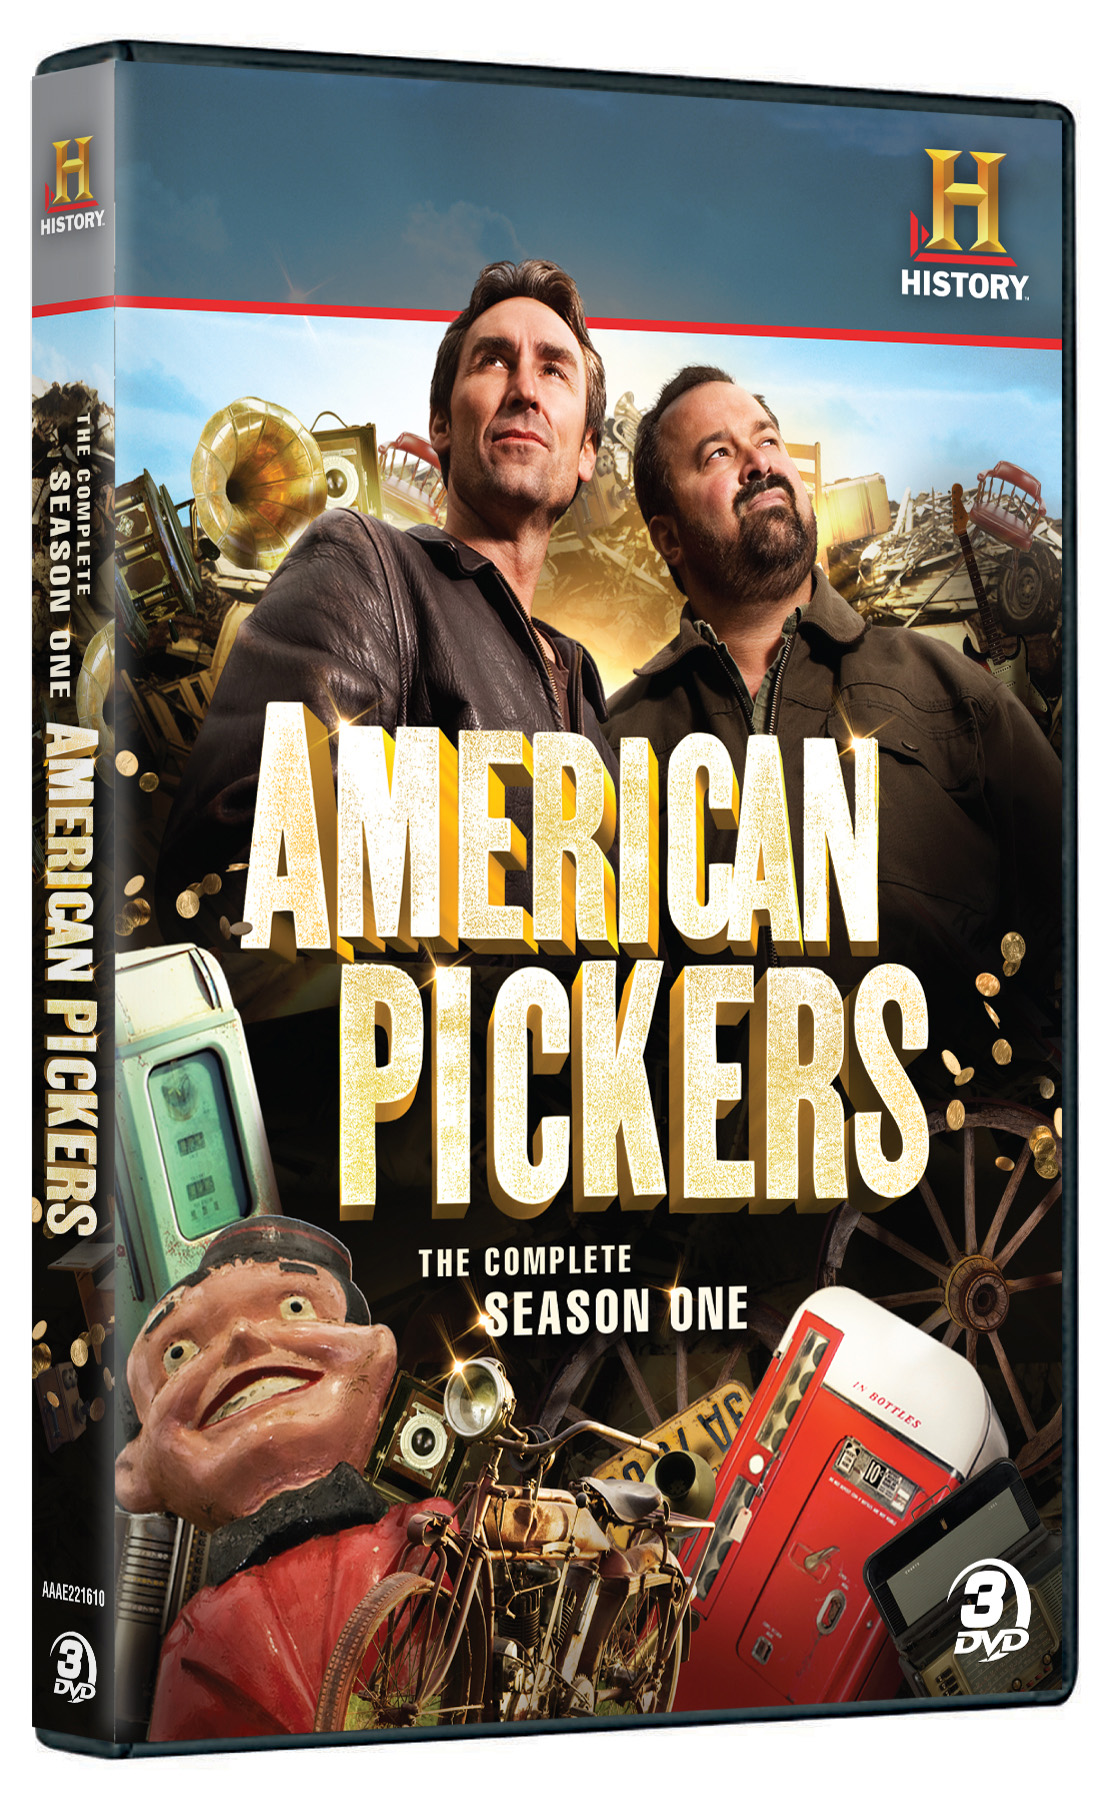 HISTORY
THE COMPLETE
SEASON ONE
AMERICAN PICKERS
AAAE221610
3
DVD
HISTORY
AMERICAN
PICKERS
THE COMPLETE
SEASON ONE
IN BOTTLES
10¢
3
DVD